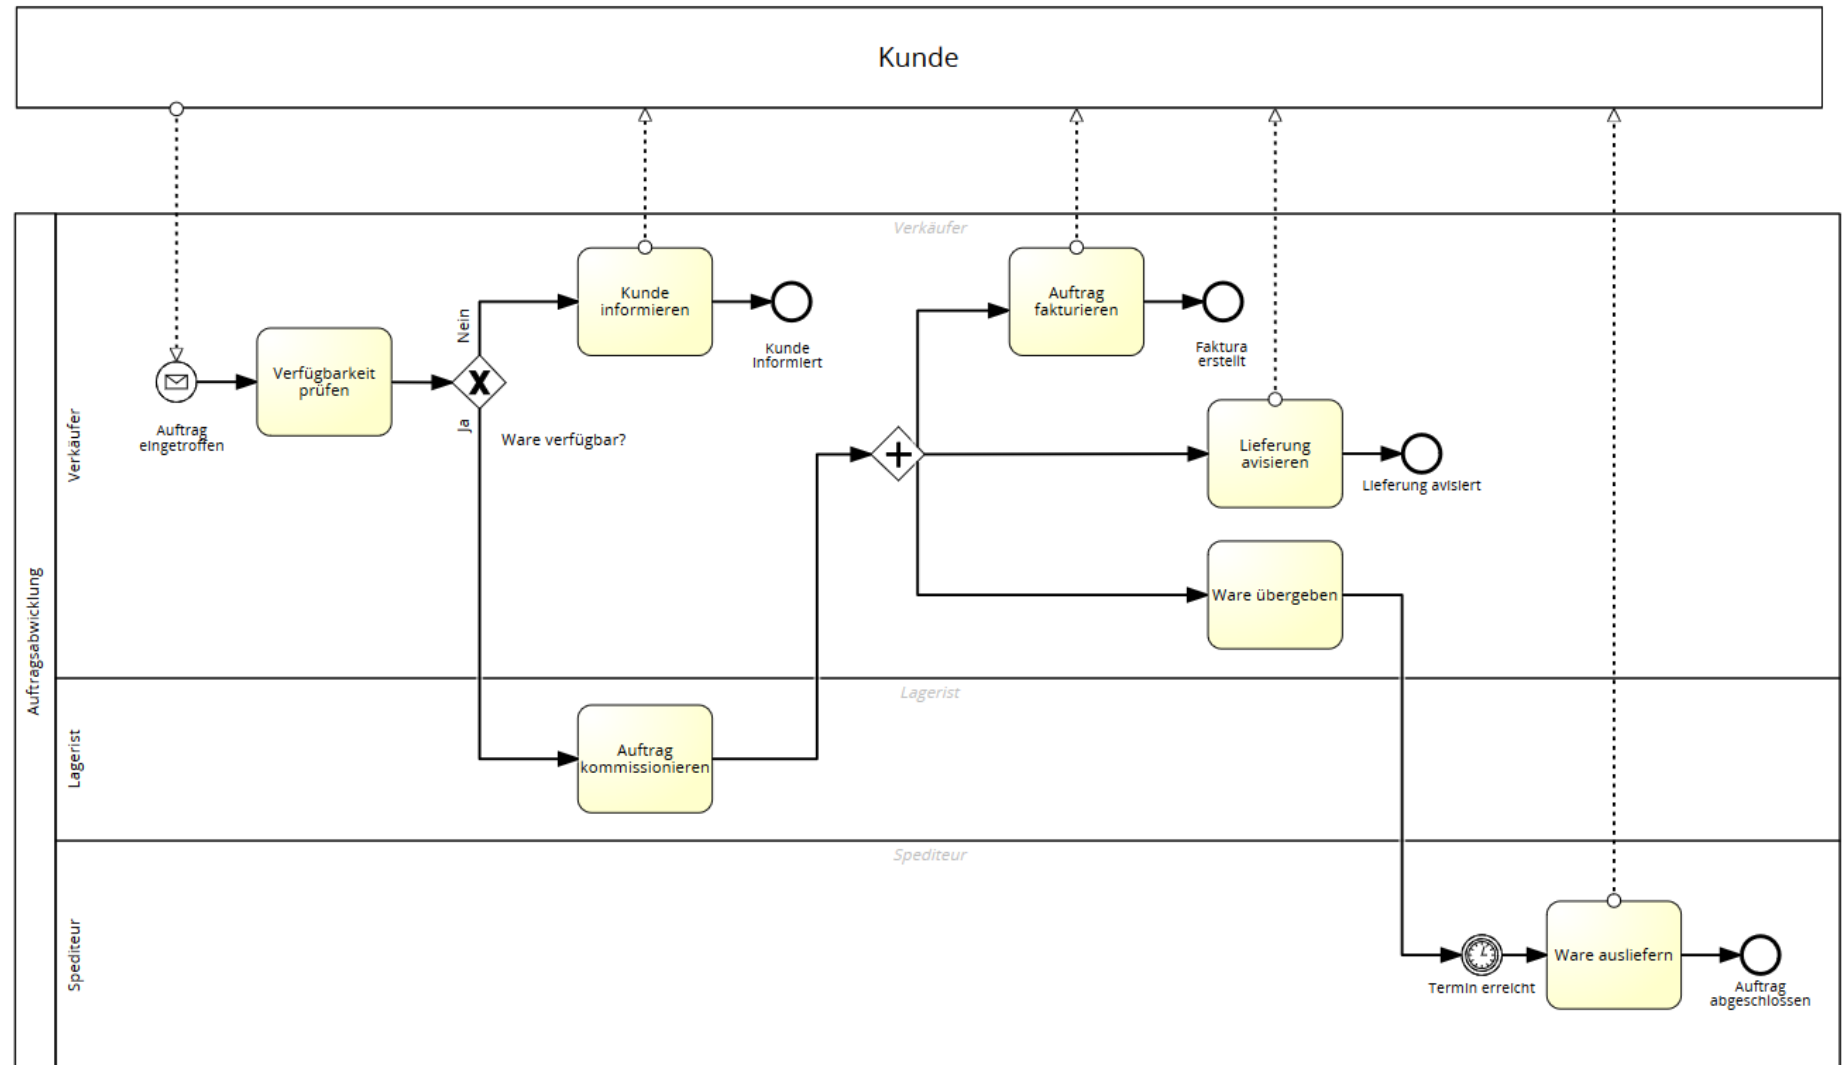 Kunde
Verkäufer
Kunde
informieren
Auftrag
fakturieren
Nein
Kunde
informiert
Faktura
erstellt
Verfügbarkeit
prüfen
Auftrag
eingetroffen
Ja
Ware verfügbar?
Verkäufer
Lieferung
avisieren
Lieferung avisiert
Ware übergeben
Auftragsabwicklung
Lagerist
Lagerist
Auftrag
kommissionieren
Spediteur
Spediteur
Termin erreicht
Ware ausliefern
Auftrag
abgeschlossen